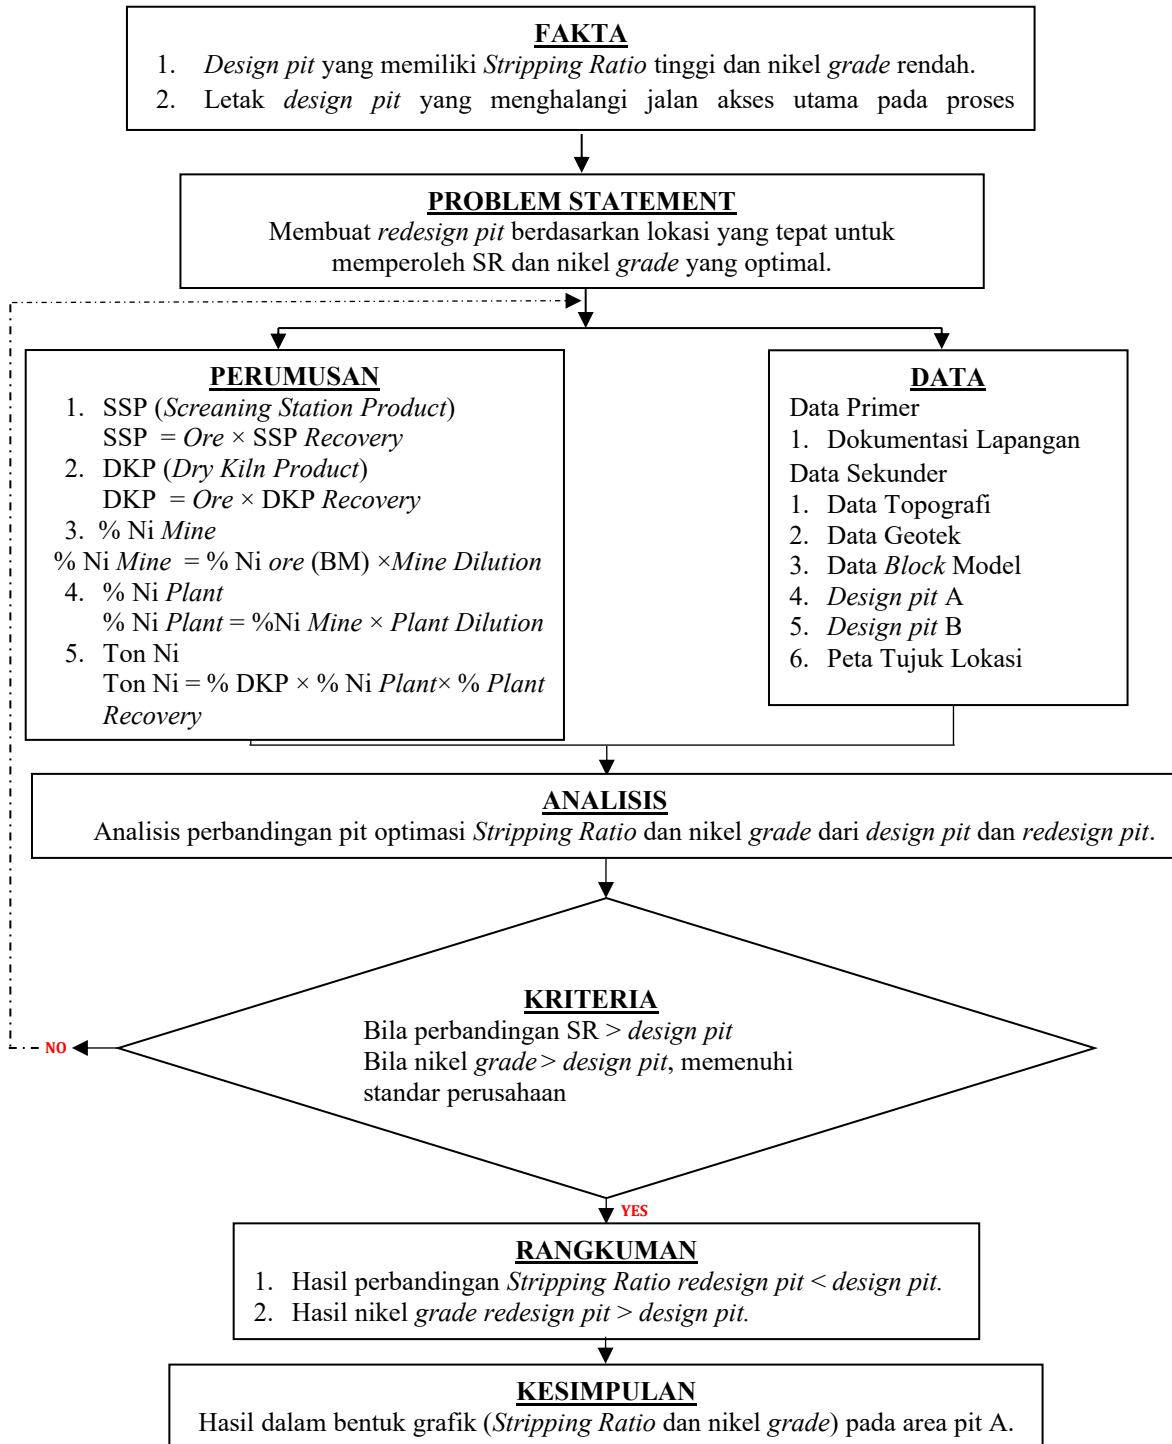 FAKTA
1. Design pit yang memiliki Stripping Ratio tinggi dan nikel grade rendah.
2. Letak design pit yang menghalangi jalan akses utama pada proses
PROBLEM STATEMENT
Membuat redesign pit berdasarkan lokasi yang tepat untuk
memperoleh SR dan nikel grade yang optimal.
PERUMUSAN
1. SSP (Screaning Station Product)
SSP = Ore × SSP Recovery
2. DKP (Dry Kiln Product)
DKP = Ore × DKP Recovery
3. % Ni Mine
% Ni Mine = % Ni ore (BM) ×Mine Dilution
4. % Ni Plant
% Ni Plant = %Ni Mine × Plant Dilution
5. Ton Ni
Ton Ni = % DKP × % Ni Plant× % Plant
Recovery
DATA
Data Primer
1. Dokumentasi Lapangan
Data Sekunder
1. Data Topografi
2. Data Geotek
3. Data Block Model
4. Design pit A
5. Design pit B
6. Peta Tujuk Lokasi
ANALISIS
Analisis perbandingan pit optimasi Stripping Ratio dan nikel grade dari design pit dan redesign pit.
KRITERIA
Bila perbandingan SR > design pit
Bila nikel grade > design pit, memenuhi
standar perusahaan
NO
YES
RANGKUMAN
1. Hasil perbandingan Stripping Ratio redesign pit < design pit.
2. Hasil nikel grade redesign pit > design pit.
KESIMPULAN
Hasil dalam bentuk grafik (Stripping Ratio dan nikel grade) pada area pit A.